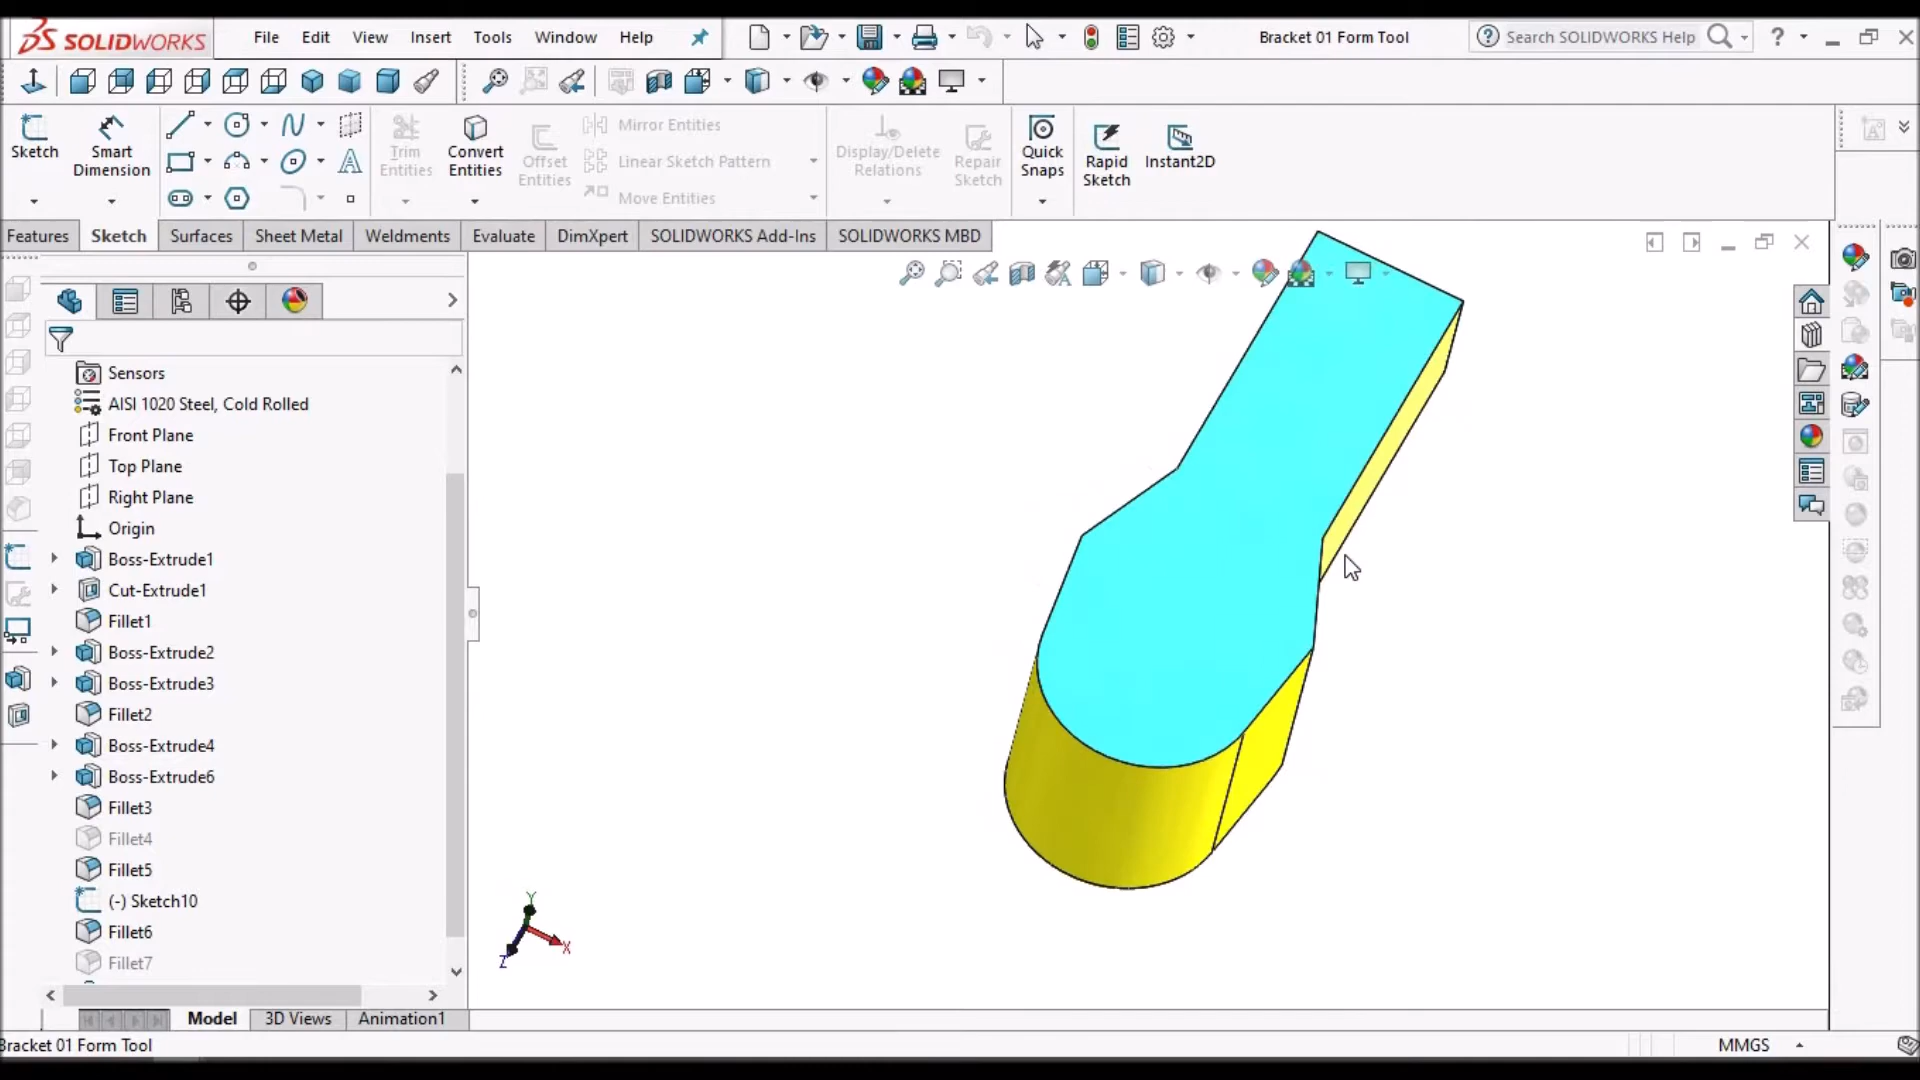 SOLIDWORKS File Edit View Insert Tools Window Help Bracket 01 Form Tool Search SOLIDWORKS Help ?
Sketch Smart Dimension Trim Entities Convert Entities Offset Entities Mirror Entities Linear Sketch Pattern Move Entities Display/Delete Relations Repair Sketch Quick Snaps Rapid Sketch Instant2D
Features Sketch Surfaces Sheet Metal Weldments Evaluate DimXpert SOLIDWORKS Add-Ins SOLIDWORKS MBD
Sensors
AISI 1020 Steel, Cold Rolled
Front Plane
Top Plane
Right Plane
Origin
Boss-Extrude1
Cut-Extrude1
Fillet1
Boss-Extrude2
Boss-Extrude3
Fillet2
Boss-Extrude4
Boss-Extrude6
Fillet3
Fillet4
Fillet5
(-) Sketch10
Fillet6
Fillet7
Y
X
Z
Model 3D Views Animation1
Bracket 01 Form Tool MMGS